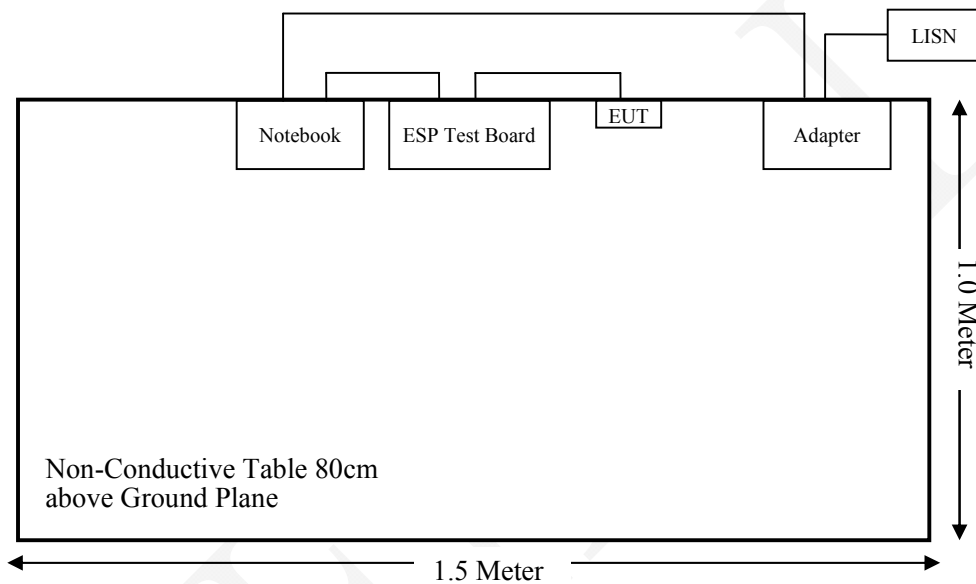 LISN
Notebook
ESP Test Board
EUT
Adapter
1.0 Meter
Non-Conductive Table 80cm
above Ground Plane
1.5 Meter